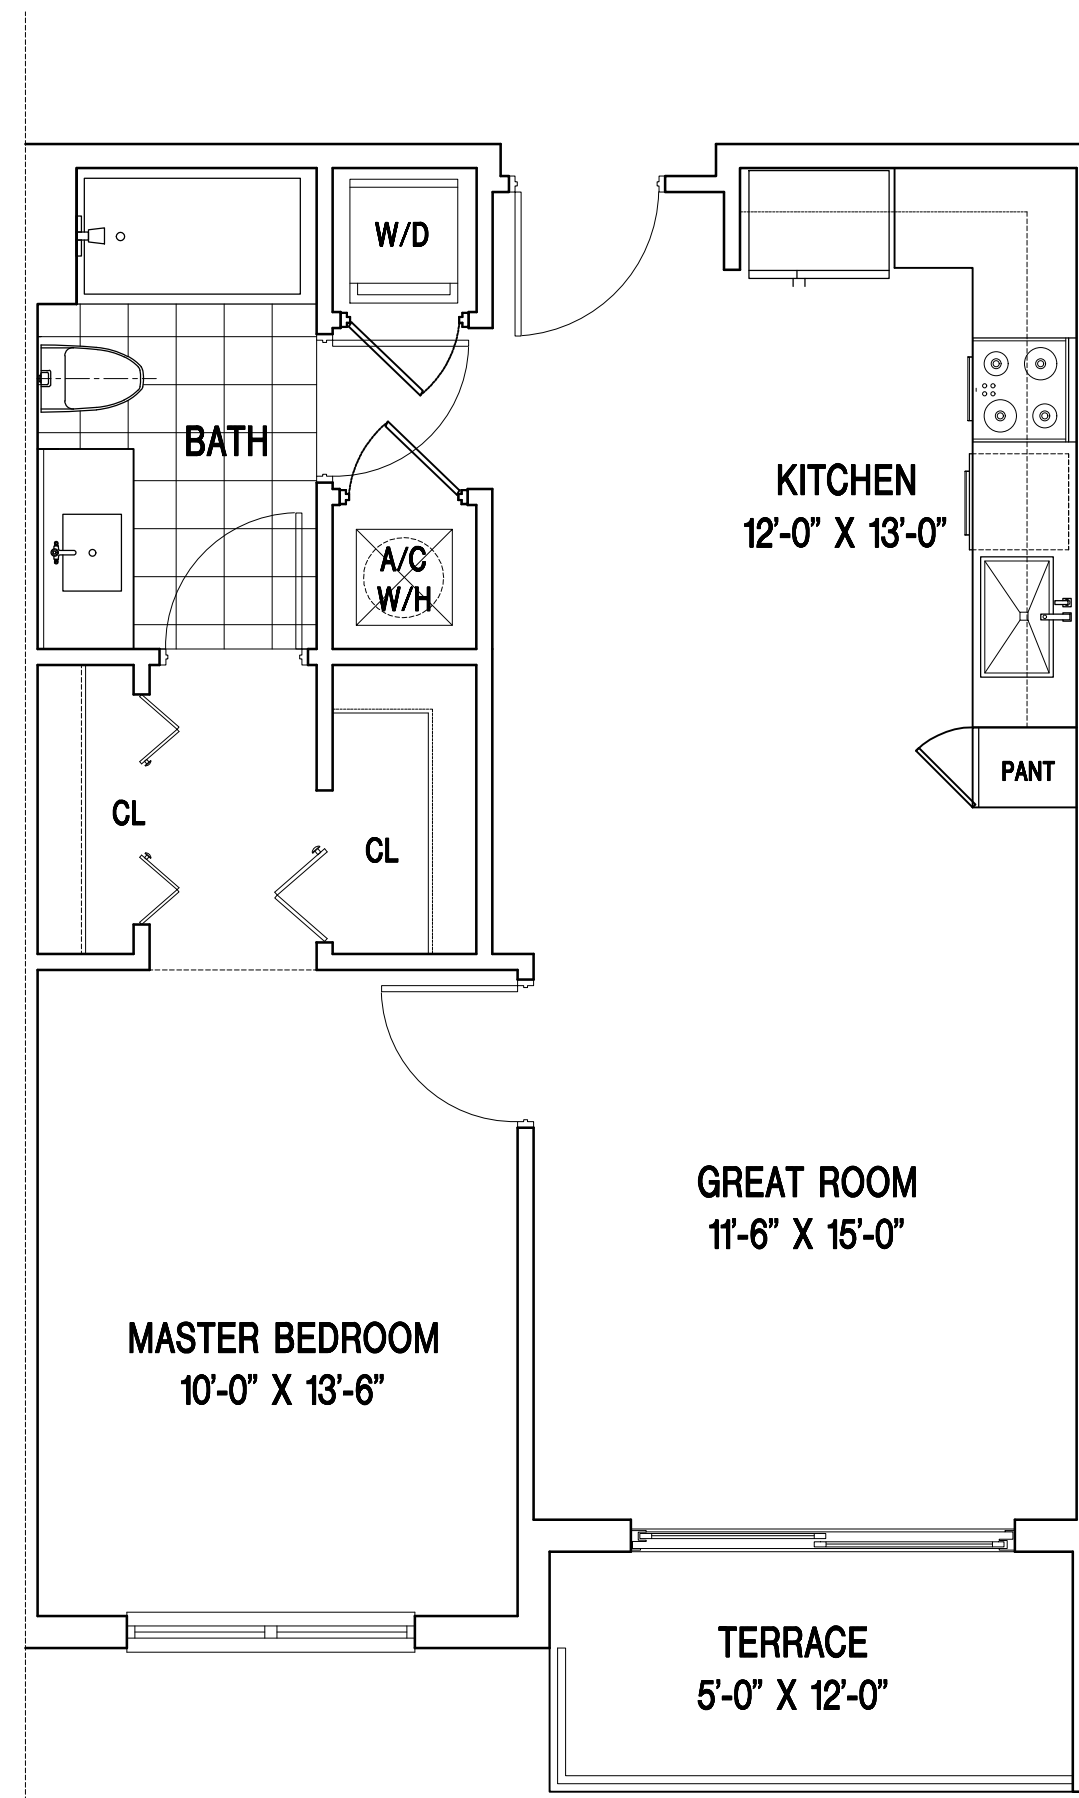 W/D
BATH
KITCHEN
12'-0" X 13'-0"
A/C
W/H
PANT
CL
CL
GREAT ROOM
11'-6" X 15'-0"
MASTER BEDROOM
10'-0" X 13'-6"
TERRACE
5'-0" X 12'-0"